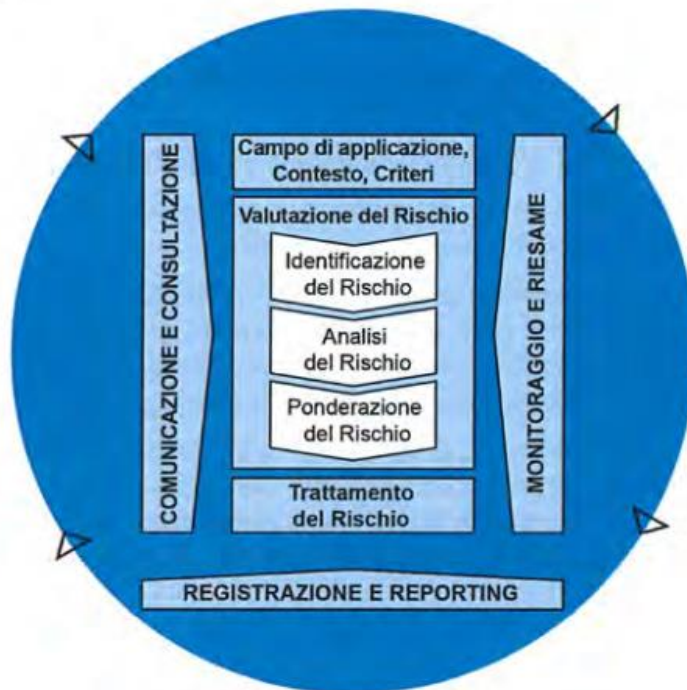 Campo di applicazione,
Contesto, Criteri
Valutazione del Rischio
Identificazione
del Rischio
Analisi
del Rischio
Ponderazione
del Rischio
Trattamento
del Rischio
COMUNICAZIONE E CONSULTAZIONE
MONITORAGGIO E RIESAME
REGISTRAZIONE E REPORTING